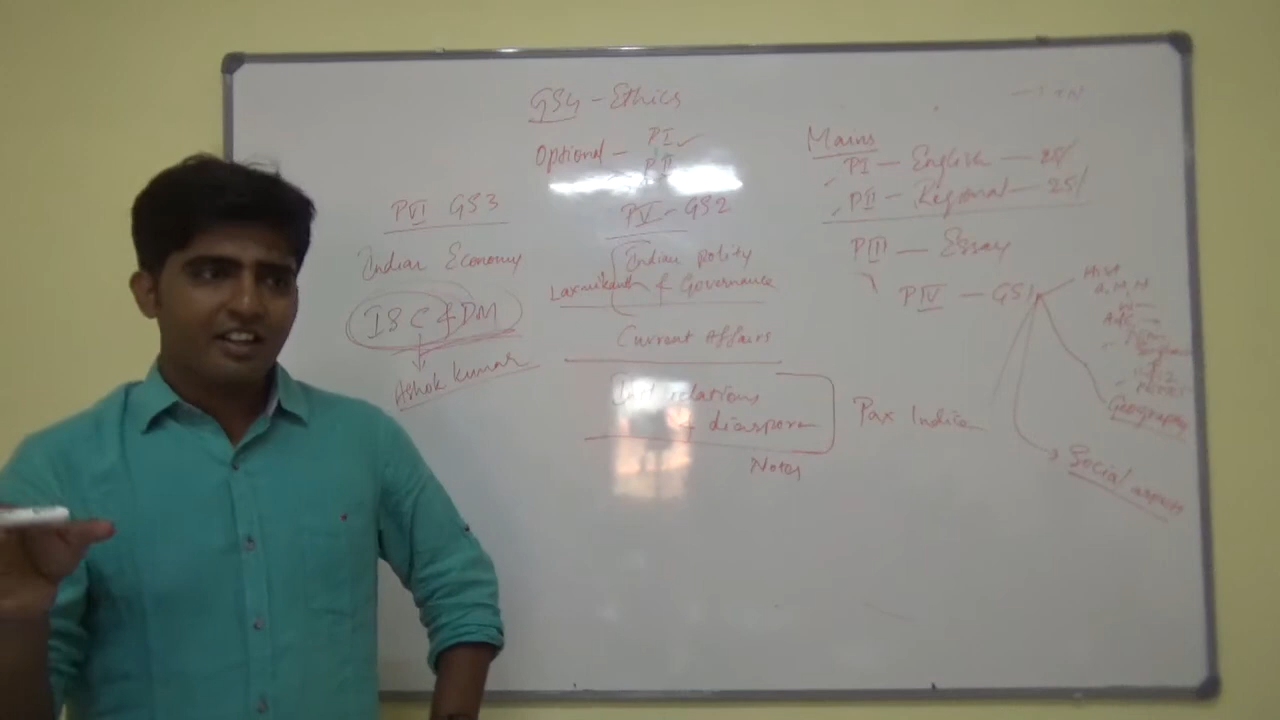 GS4 - Ethics
Optional - PI
PII
Mains
PI - English - 25/
PII - Regional - 25/
PIII - Essay
PIV - GS1
Geography
Social aspects
PV - GS2
Indian polity
Laxmikanth & Governance
Current Affairs
Int relations
diaspora
Pax Indica
Notes
PVI GS3
Indian Economy
IS C & DM
Ashok Kumar